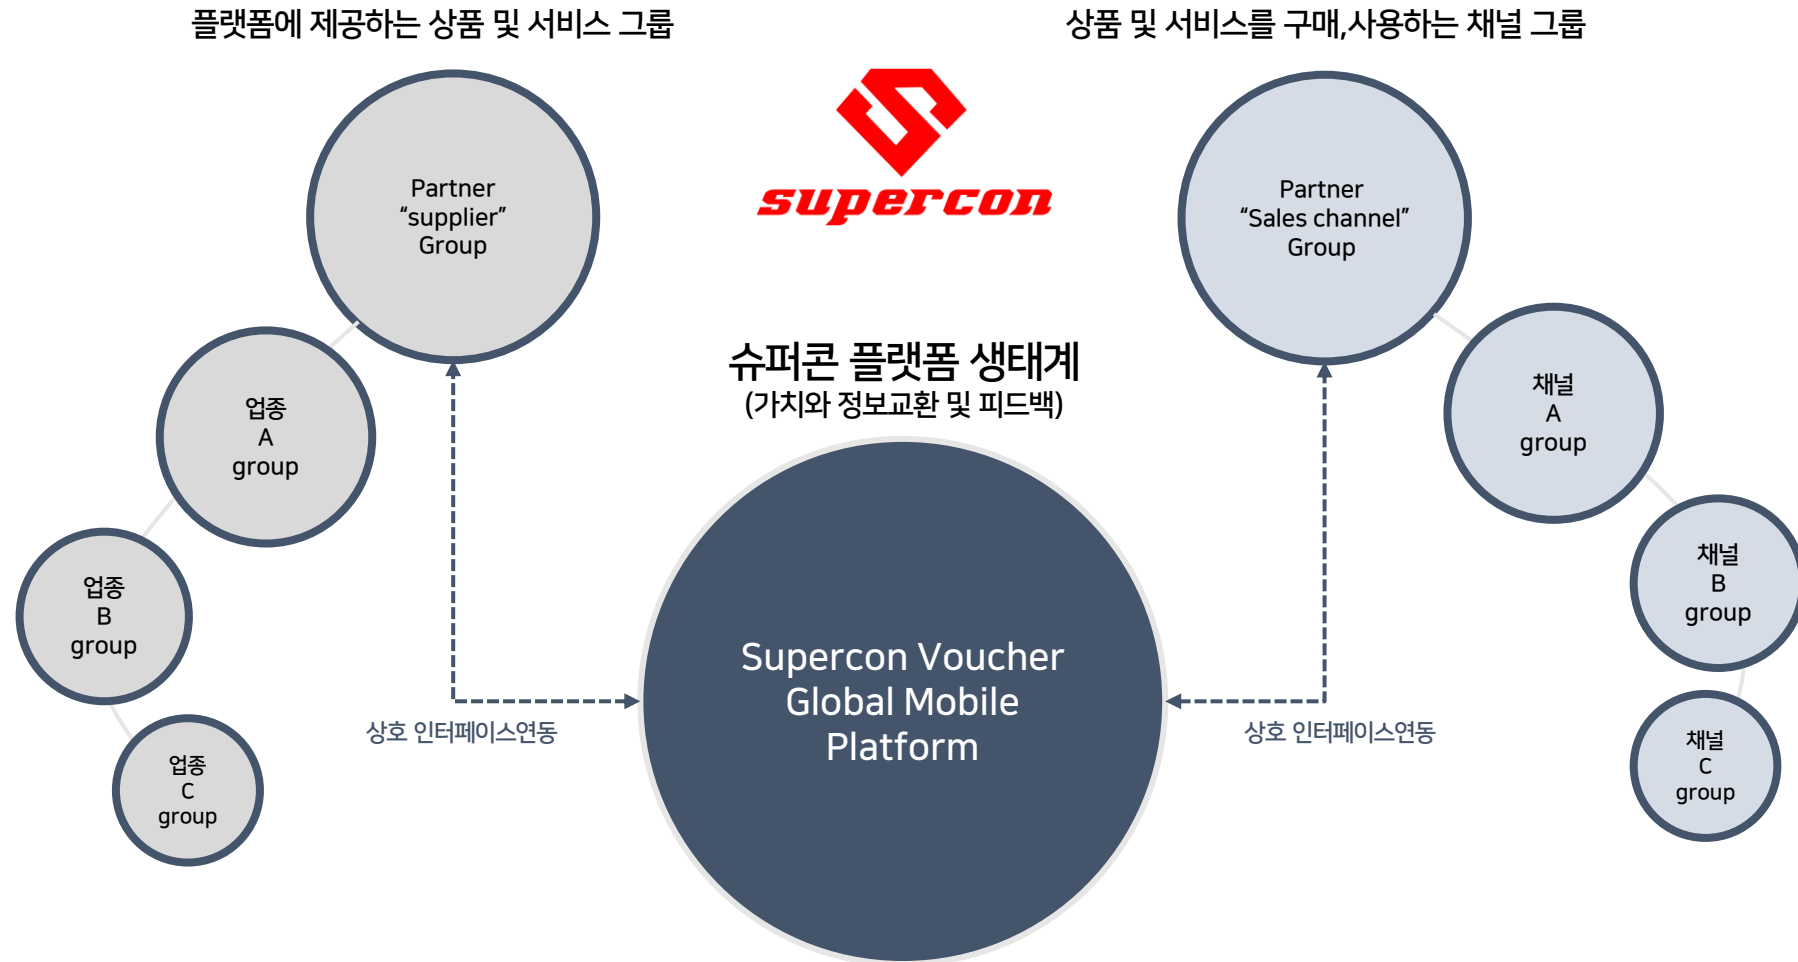 플랫폼에 제공하는 상품 및 서비스 그룹
상품 및 서비스를 구매,사용하는 채널 그룹
supercon
Partner
“supplier”
Group
Partner
“Sales channel”
Group
슈퍼콘 플랫폼 생태계
(가치와 정보교환 및 피드백)
업종
A
group
채널
A
group
업종
B
group
채널
B
group
Supercon Voucher
Global Mobile
Platform
상호 인터페이스연동
상호 인터페이스연동
업종
C
group
채널
C
group